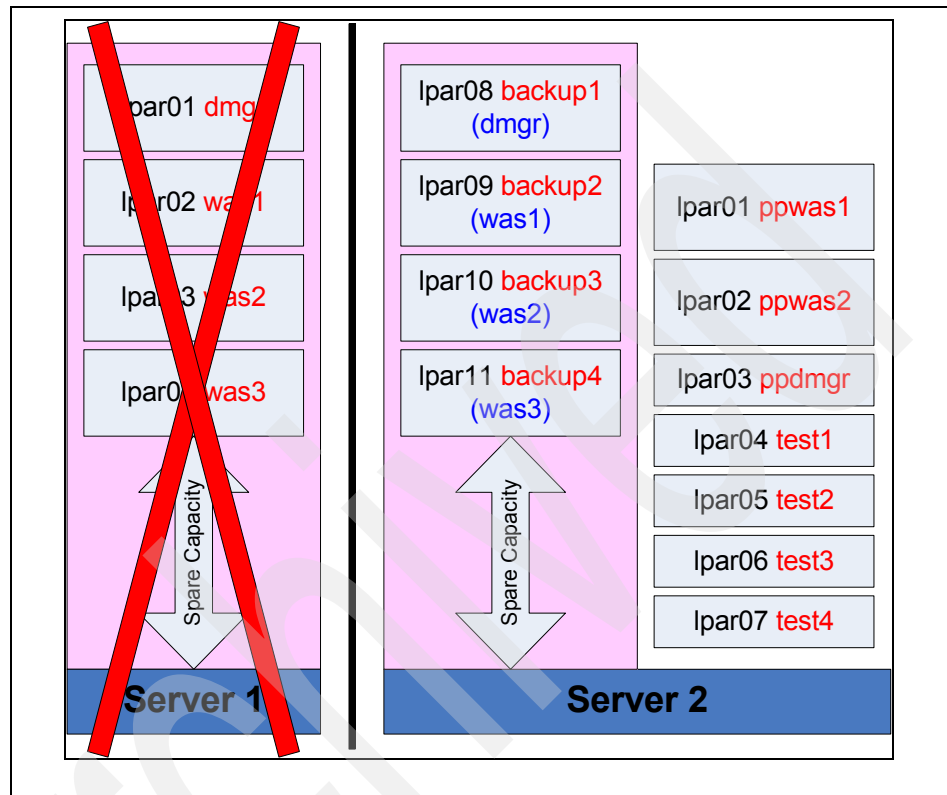 lpar01 dmg
lpar02 was1
lpar03 was2
lpar0 was3
Spare Capacity
Server 1
lpar08 backup1
(dmgr)
lpar09 backup2
(was1)
lpar10 backup3
(was2)
lpar11 backup4
(was3)
Spare Capacity
lpar01 ppwas1
lpar02 ppwas2
lpar03 ppdmgr
lpar04 test1
lpar05 test2
lpar06 test3
lpar07 test4
Server 2